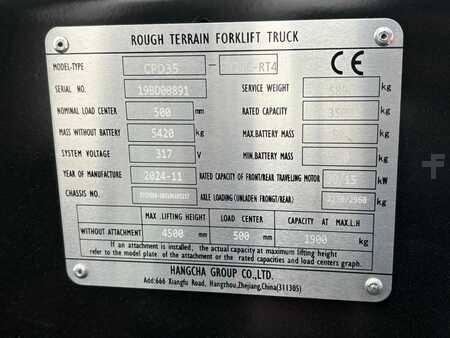 ROUGH TERRAIN FORKLIFT TRUCK
MODEL-TYPE CPD35 - -RT4 CE
SERIAL NO. 19BD00891 SERVICE WEIGHT kg
NOMINAL LOAD CENTER 500 mm RATED CAPACITY kg
MASS WITHOUT BATTERY 5420 kg MAX.BATTERY MASS kg
SYSTEM VOLTAGE 317 V MIN.BATTERY MASS kg
YEAR OF MANUFACTURE 2024-11 RATED CAPACITY OF FRONT/REAR TRAVELING MOTOR kW
CHASSIS NO. AXLE LOADING (UNLADEN FRONGT/REAR) /2960 kg
MAX. LIFTING HEIGHT LOAD CENTER CAPACITY AT MAX.L.H
WITHOUT ATTACHMENT 4500 mm 500 mm 1900 kg
If an attachment is installed, the actual capacity at maximum lifting height
refer to the model plate. of the attachment or the rated capacities and load centers graph.
HANGCHA GROUP CO.,LTD.
Add:666 Xiangfu Road, Hangzhou,Zhejiang,China(311305)